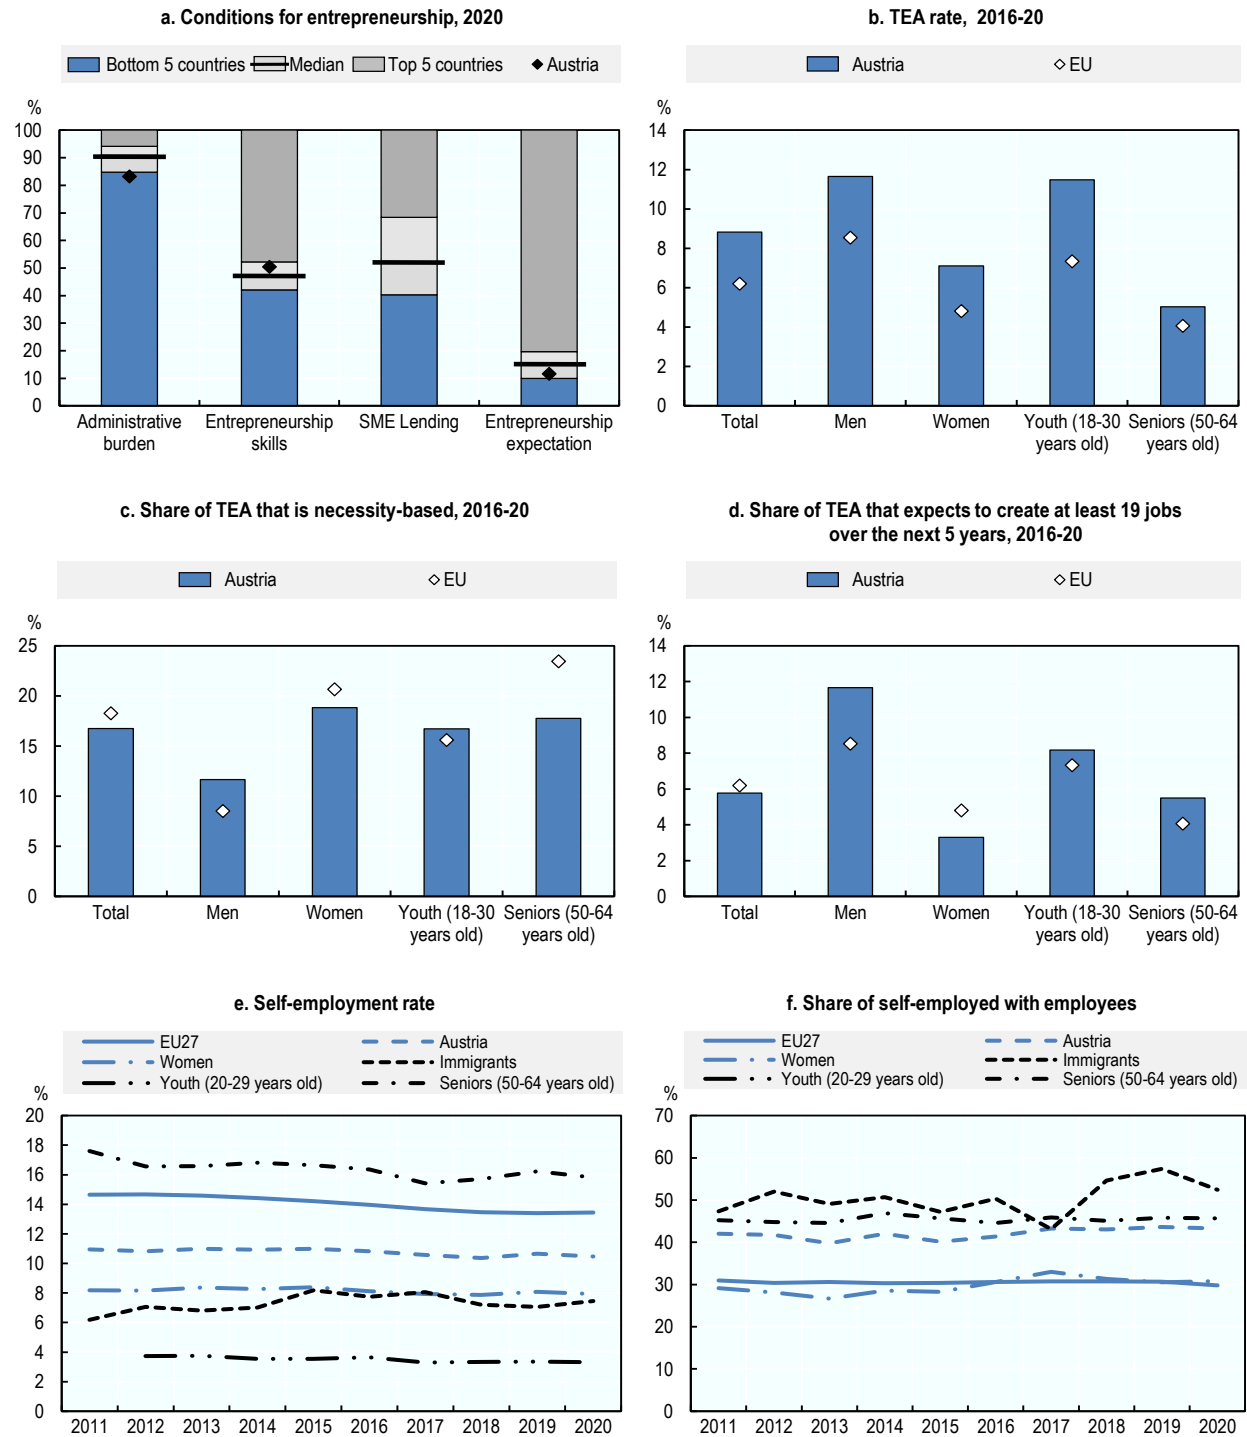 a. Conditions for entrepreneurship, 2020
Bottom 5 countries Median Top 5 countries Austria
%
100
90
80
70
60
50
40
30
20
10
0
Administrative burden
Entrepreneurship skills
SME Lending
Entrepreneurship expectation
b. TEA rate, 2016-20
Austria EU
%
14
12
10
8
6
4
2
0
Total
Men
Women
Youth (18-30 years old)
Seniors (50-64 years old)
c. Share of TEA that is necessity-based, 2016-20
Austria EU
%
25
20
15
10
5
0
Total
Men
Women
Youth (18-30 years old)
Seniors (50-64 years old)
d. Share of TEA that expects to create at least 19 jobs
over the next 5 years, 2016-20
Austria EU
%
14
12
10
8
6
4
2
0
Total
Men
Women
Youth (18-30 years old)
Seniors (50-64 years old)
e. Self-employment rate
EU27 Austria
Women Immigrants
Youth (20-29 years old) Seniors (50-64 years old)
%
20
18
16
14
12
10
8
6
4
2
0
2011 2012 2013 2014 2015 2016 2017 2018 2019 2020
f. Share of self-employed with employees
EU27 Austria
Women Immigrants
Youth (20-29 years old) Seniors (50-64 years old)
%
70
60
50
40
30
20
10
0
2011 2012 2013 2014 2015 2016 2017 2018 2019 2020